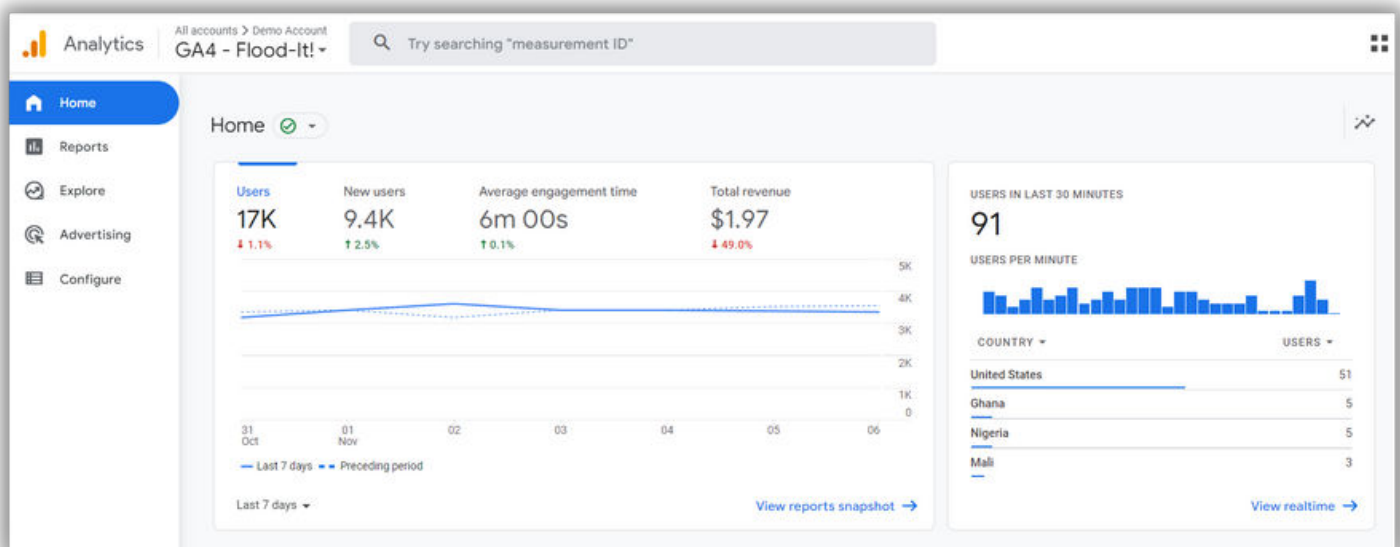 Analytics
All accounts > Demo Account
GA4 - Flood-It!
Try searching "measurement ID"
Home
Reports
Explore
Advertising
Configure
Home
Users
17K
↓ 1.1%
New users
9.4K
↑ 2.5%
Average engagement time
6m 00s
↑ 0.1%
Total revenue
$1.97
↓ 49.0%
5K
4K
3K
2K
1K
0
31 Oct
01 Nov
02
03
04
05
06
Last 7 days
Preceding period
Last 7 days
View reports snapshot →
USERS IN LAST 30 MINUTES
91
USERS PER MINUTE
COUNTRY USERS
United States 51
Ghana 5
Nigeria 5
Mali 3
View realtime →